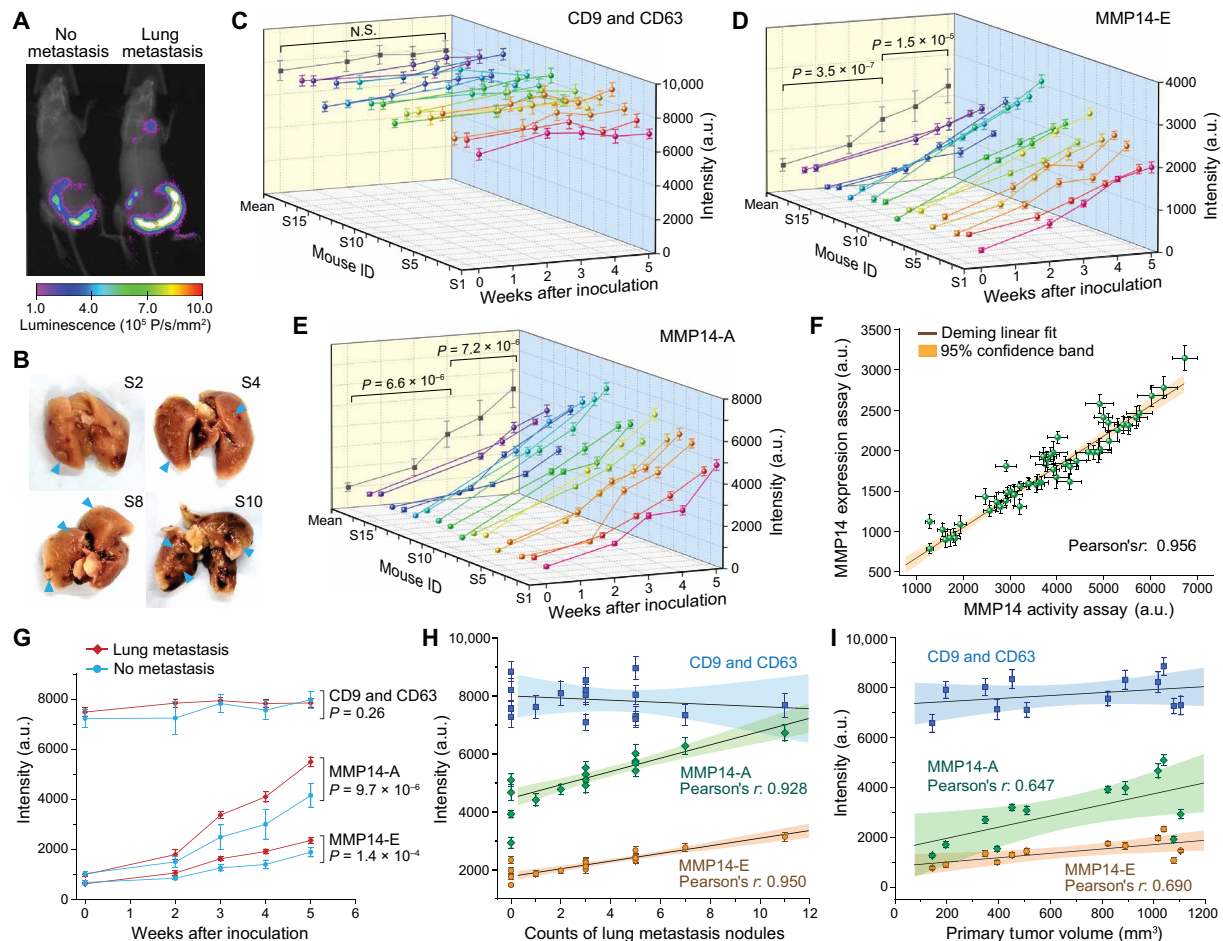 A
No metastasis
Lung metastasis
1.0 4.0 7.0 10.0
Luminescence (10⁵ P/s/mm²)
B
S2
S4
S8
S10
C
CD9 and CD63
N.S.
10,000
8000
6000
4000
2000
0
Intensity (a.u.)
Mean
S15
S10
S5
S1
Mouse ID
0 1 2 3 4 5
Weeks after inoculation
D
MMP14-E
P = 1.5 × 10⁻⁵
P = 3.5 × 10⁻⁷
4000
3000
2000
1000
0
Intensity (a.u.)
Mean
S15
S10
S5
S1
Mouse ID
0 1 2 3 4 5
Weeks after inoculation
E
MMP14-A
P = 7.2 × 10⁻⁶
P = 6.6 × 10⁻⁶
8000
6000
4000
2000
0
Intensity (a.u.)
Mean
S15
S10
S5
S1
Mouse ID
0 1 2 3 4 5
Weeks after inoculation
F
Deming linear fit
95% confidence band
3500
3000
2500
2000
1500
1000
500
MMP14 expression assay (a.u.)
Pearson's r: 0.956
1000 2000 3000 4000 5000 6000 7000
MMP14 activity assay (a.u.)
G
Lung metastasis
No metastasis
8000
6000
4000
2000
0
Intensity (a.u.)
CD9 and CD63
P = 0.26
MMP14-A
P = 9.7 × 10⁻⁶
MMP14-E
P = 1.4 × 10⁻⁴
0 1 2 3 4 5 6
Weeks after inoculation
H
10,000
8000
6000
4000
2000
Intensity (a.u.)
CD9 and CD63
MMP14-A
Pearson's r: 0.928
MMP14-E
Pearson's r: 0.950
0 2 4 6 8 10 12
Counts of lung metastasis nodules
I
10,000
8000
6000
4000
2000
0
Intensity (a.u.)
CD9 and CD63
MMP14-A
Pearson's r: 0.647
MMP14-E
Pearson's r: 0.690
0 200 400 600 800 1000 1200
Primary tumor volume (mm³)